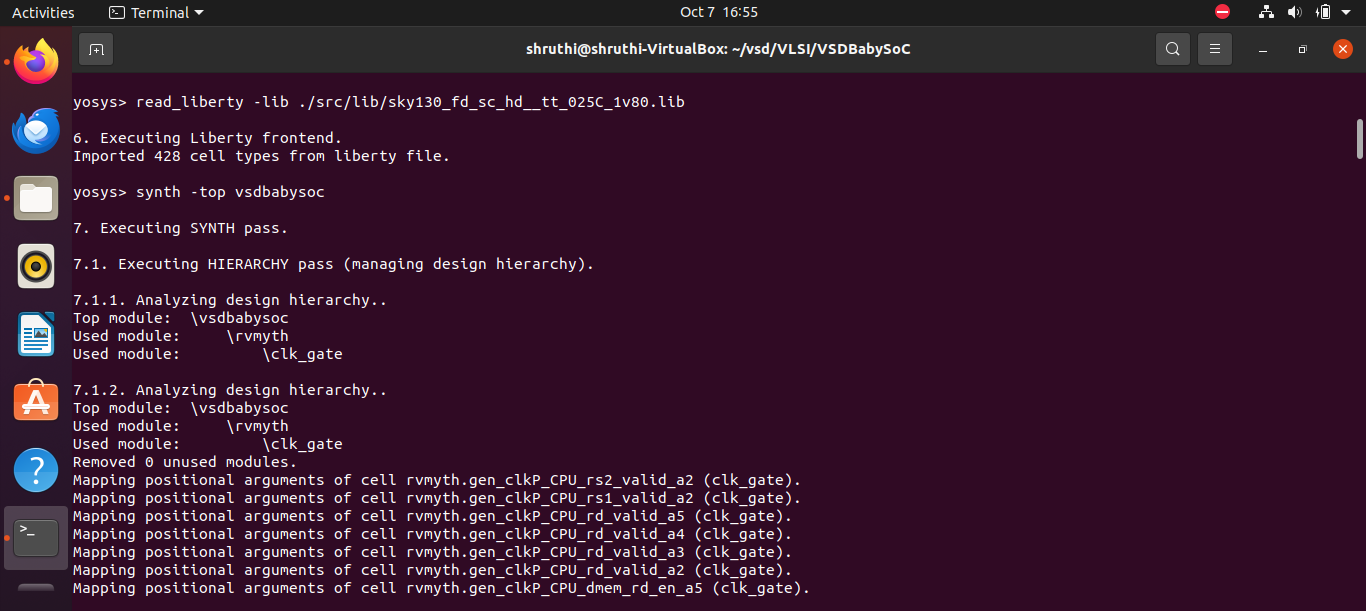 Activities
Terminal
Oct 7 16:55
shruthi@shruthi-VirtualBox: ~/vsd/VLSI/VSDBabySoC
yosys> read_liberty -lib ./src/lib/sky130_fd_sc_hd__tt_025C_1v80.lib
6. Executing Liberty frontend.
Imported 428 cell types from liberty file.
yosys> synth -top vsdbabysoc
7. Executing SYNTH pass.
7.1. Executing HIERARCHY pass (managing design hierarchy).
7.1.1. Analyzing design hierarchy..
Top module:  \vsdbabysoc
Used module:     \rvmyth
Used module:         \clk_gate
7.1.2. Analyzing design hierarchy..
Top module:  \vsdbabysoc
Used module:     \rvmyth
Used module:         \clk_gate
Removed 0 unused modules.
Mapping positional arguments of cell rvmyth.gen_clkP_CPU_rs2_valid_a2 (clk_gate).
Mapping positional arguments of cell rvmyth.gen_clkP_CPU_rs1_valid_a2 (clk_gate).
Mapping positional arguments of cell rvmyth.gen_clkP_CPU_rd_valid_a5 (clk_gate).
Mapping positional arguments of cell rvmyth.gen_clkP_CPU_rd_valid_a4 (clk_gate).
Mapping positional arguments of cell rvmyth.gen_clkP_CPU_rd_valid_a3 (clk_gate).
Mapping positional arguments of cell rvmyth.gen_clkP_CPU_rd_valid_a2 (clk_gate).
Mapping positional arguments of cell rvmyth.gen_clkP_CPU_dmem_rd_en_a5 (clk_gate).